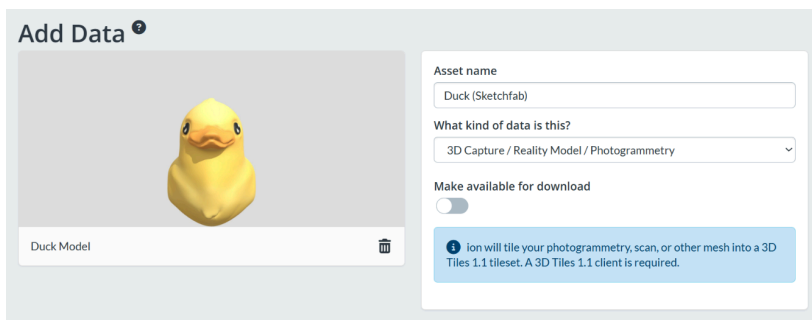 Add Data ?
Asset name
Duck (Sketchfab)
What kind of data is this?
3D Capture / Reality Model / Photogrammetry
Make available for download
Duck Model
ion will tile your photogrammetry, scan, or other mesh into a 3D
Tiles 1.1 tileset. A 3D Tiles 1.1 client is required.